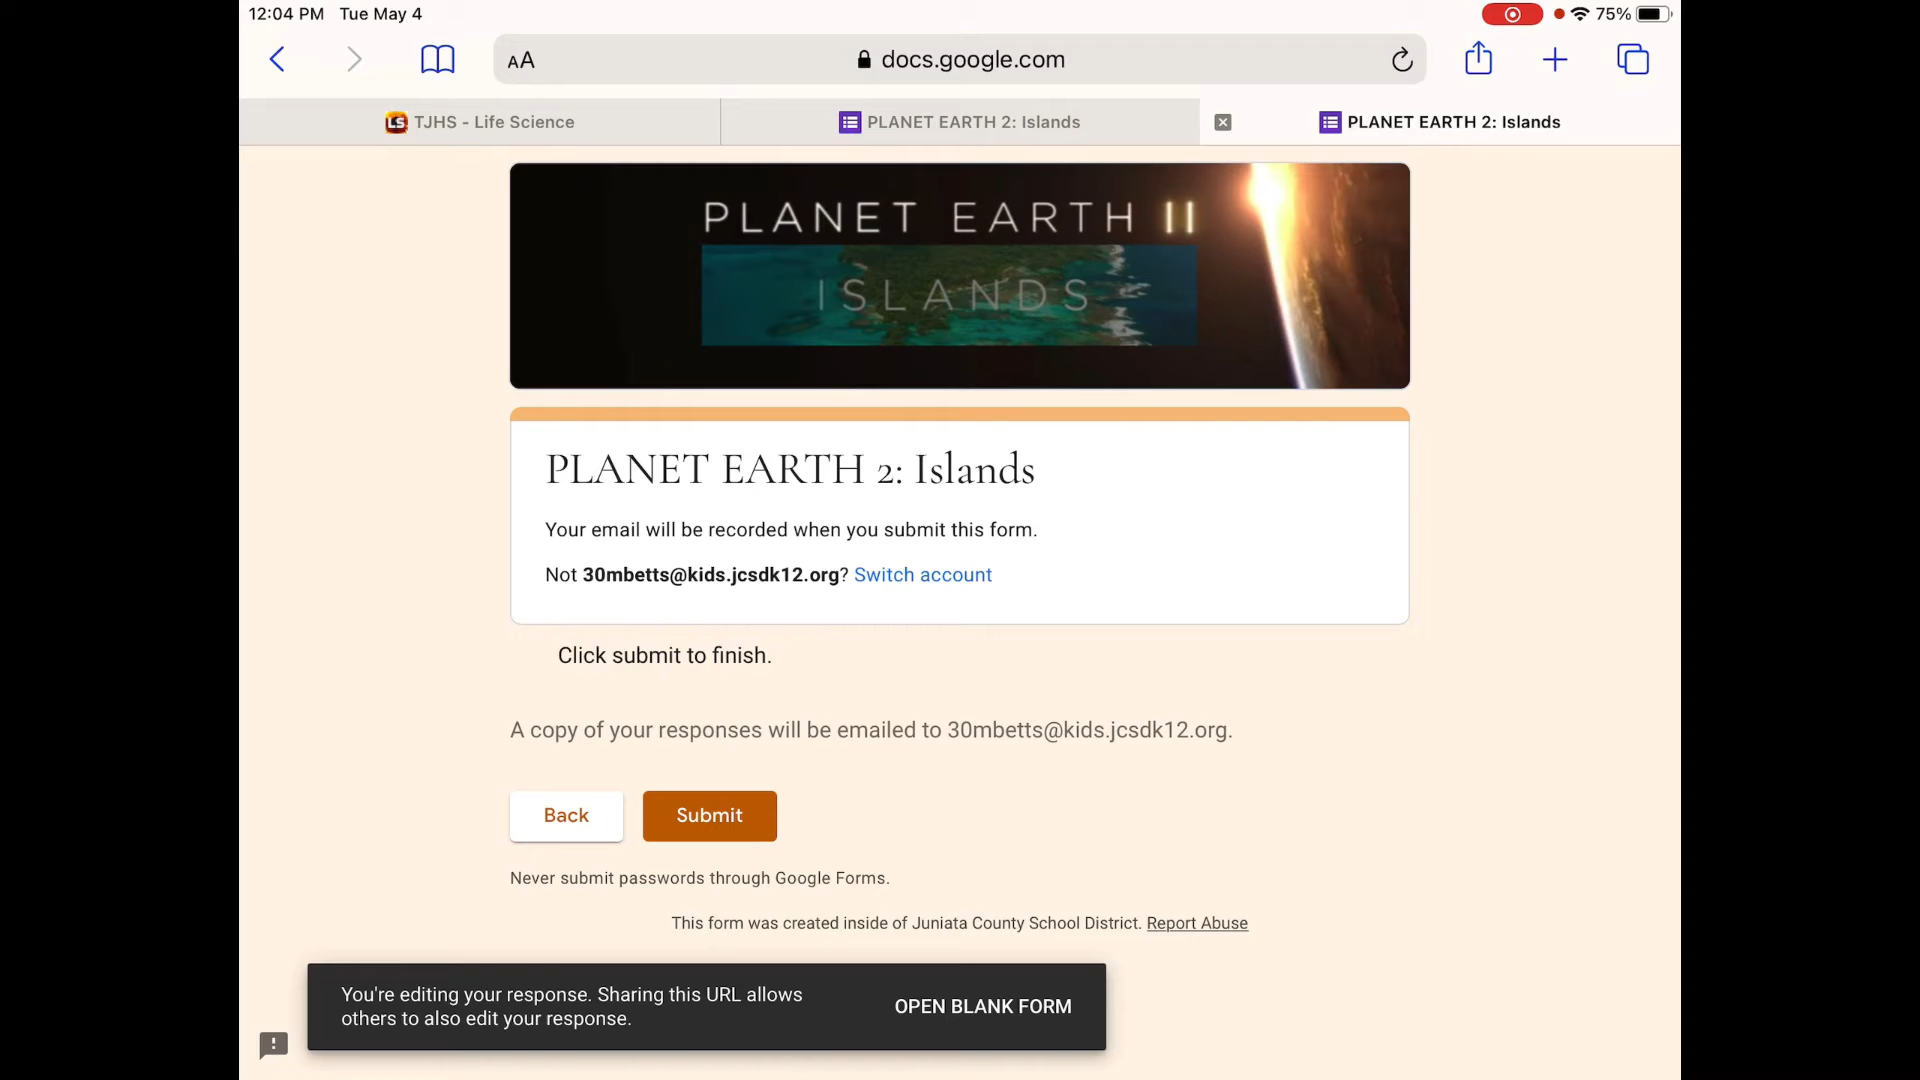 12:04 PM Tue May 4
75%
AA
docs.google.com
LS TJHS - Life Science
PLANET EARTH 2: Islands
PLANET EARTH 2: Islands
PLANET EARTH II
ISLANDS
PLANET EARTH 2: Islands
Your email will be recorded when you submit this form.
Not 30mbetts@kids.jcsdk12.org? Switch account
Click submit to finish.
A copy of your responses will be emailed to 30mbetts@kids.jcsdk12.org.
Back
Submit
Never submit passwords through Google Forms.
This form was created inside of Juniata County School District. Report Abuse
You're editing your response. Sharing this URL allows
others to also edit your response.
OPEN BLANK FORM